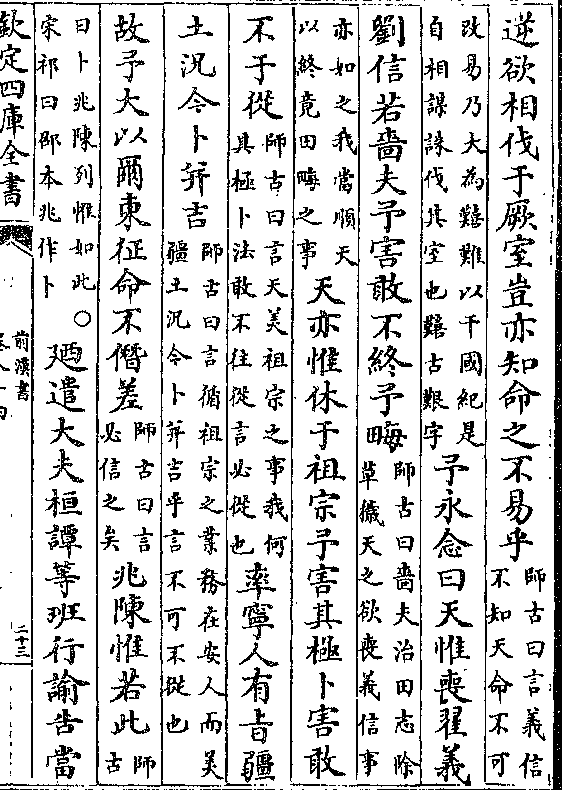 逆欲相伐于厥室豈亦知命之不易乎師古曰言義信不知天命不可
改易乃大為艱難以干國紀是自相謀誅伐其室也囏古艱字予永念曰天惟喪翟義
劉信若嗇夫予害敢不終予晦師古曰嗇夫治田志除草穢天之欲喪義信事
亦如之我當順天以終竟田晦之事天亦惟休于祖宗予害其極卜害敢
不于從師古曰言天美祖宗之事我何其極卜法敢不往從言必從也率寧人有旨疆
土況今卜筭吉師古曰言循祖宗之業務在安人而美疆土況今卜筭吉乎言不可不從也
故予大以爾東征命不僭差師古曰言必信之矣兆陳惟若此師古
曰卜兆陳列惟如此宋祁曰郡本兆作卜○廼遣大夫桓譚等班行諭告當
欽定四庫全書
前漢書
二十三